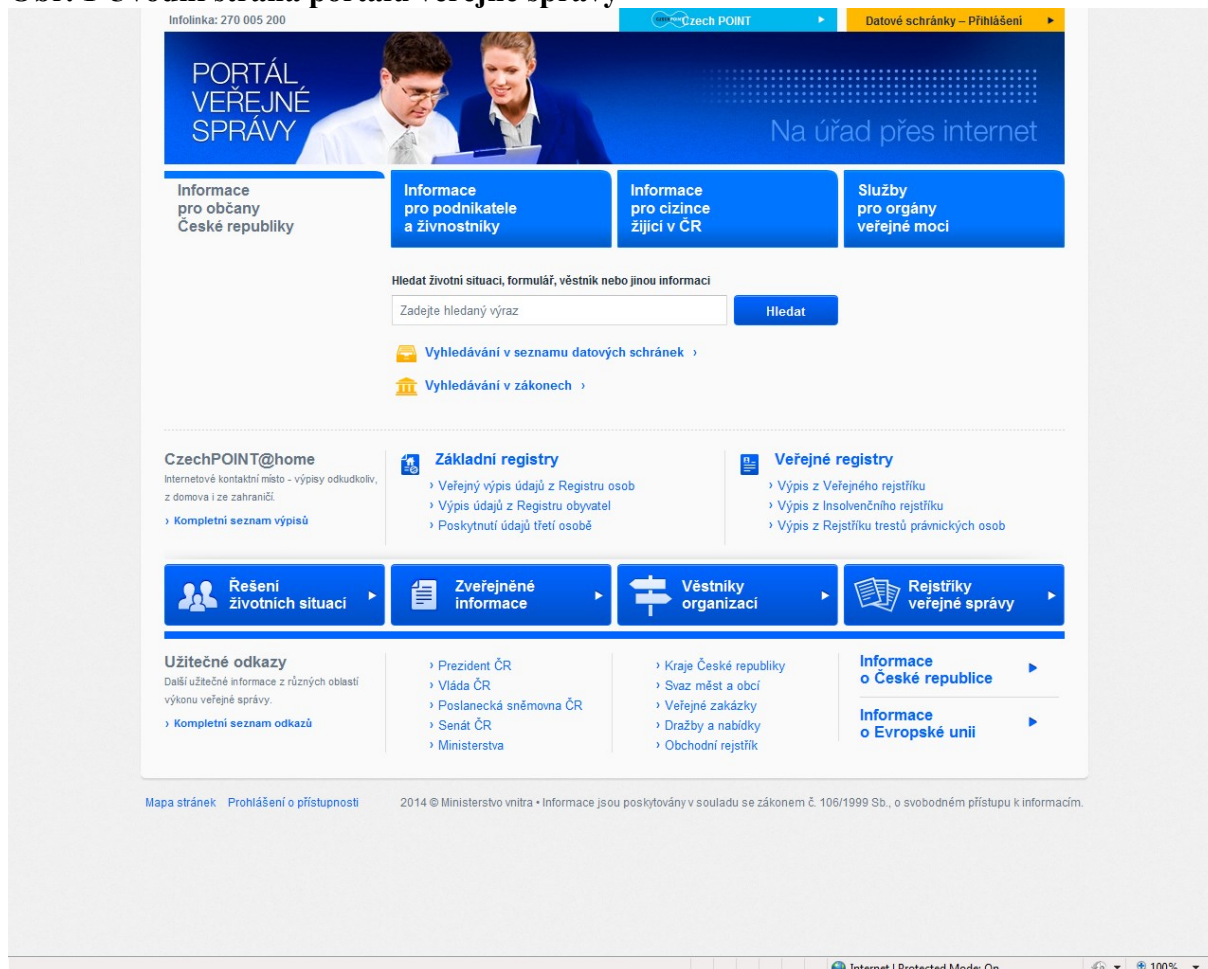 Obr. 1 Úvodní strana portálu veřejné správy
Infolinka: 270 005 200
Czech POINT
Datové schránky – Přihlášení
PORTÁL
VEŘEJNÉ
SPRÁVY
Na úřad přes internet
Informace
pro občany
České republiky
Informace
pro podnikatele
a živnostníky
Informace
pro cizince
žijící v ČR
Služby
pro orgány
veřejné moci
Hledat životní situaci, formulář, věstník nebo jinou informaci
Zadejte hledaný výraz
Hledat
Vyhledávání v seznamu datových schránek ›
Vyhledávání v zákonech ›
CzechPOINT@home
Internetové kontaktní místo - výpisy odkudkoliv,
z domova i ze zahraničí.
› Kompletní seznam výpisů
Základní registry
› Veřejný výpis údajů z Registru osob
› Výpis údajů z Registru obyvatel
› Poskytnutí údajů třetí osobě
Veřejné registry
› Výpis z Veřejného rejstříku
› Výpis z Insolvenčního rejstříku
› Výpis z Rejstříku trestů právnických osob
Řešení
životních situací
Zveřejněné
informace
Věstníky
organizací
Rejstříky
veřejné správy
Užitečné odkazy
Další užitečné informace z různých oblastí
výkonu veřejné správy.
› Kompletní seznam odkazů
› Prezident ČR
› Vláda ČR
› Poslanecká sněmovna ČR
› Senát ČR
› Ministerstva
› Kraje České republiky
› Svaz měst a obcí
› Veřejné zakázky
› Dražby a nabídky
› Obchodní rejstřík
Informace
o České republice
Informace
o Evropské unii
Mapa stránek Prohlášení o přístupnosti
2014 © Ministerstvo vnitra • Informace jsou poskytovány v souladu se zákonem č. 106/1999 Sb., o svobodném přístupu k informacím.
Internet | Protected Mode: On
100%